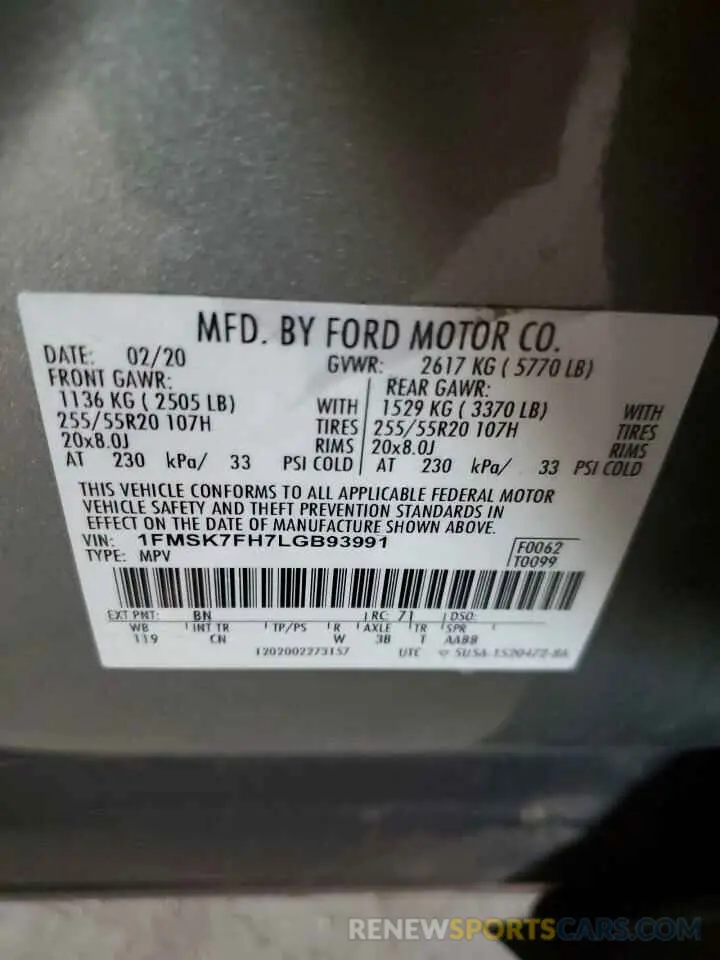 MFD. BY FORD MOTOR CO.
DATE: 02/20 GVWR: 2617 KG ( 5770 LB)
FRONT GAWR: REAR GAWR:
1136 KG ( 2505 LB) WITH 1529 KG ( 3370 LB) WITH
255/55R20 107H TIRES 255/55R20 107H TIRES
20x8.0J RIMS 20x8.0J RIMS
AT 230 kPa/ 33 PSI COLD AT 230 kPa/ 33 PSI COLD
THIS VEHICLE CONFORMS TO ALL APPLICABLE FEDERAL MOTOR
VEHICLE SAFETY AND THEFT PREVENTION STANDARDS IN
EFFECT ON THE DATE OF MANUFACTURE SHOWN ABOVE.
VIN: 1FMSK7FH7LGB93991 F0062
TYPE: MPV T0099
EXT PNT: BN RC: 71 DSO:
WB INT TR TP/PS R AXLE TR SPR
119 CN W 3B T AABB
1202002273157 UTC
RENEWSPORTSCARS.COM